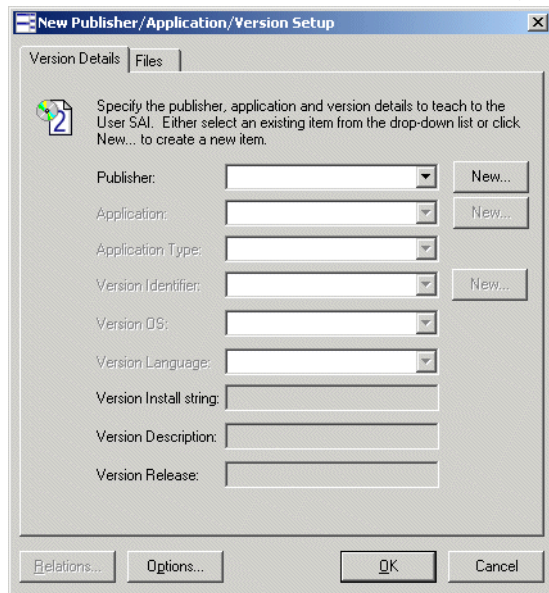 New Publisher/Application/Version Setup
Version Details Files
2
Specify the publisher, application and version details to teach to the
User SAI. Either select an existing item from the drop-down list or click
New... to create a new item.
Publisher: New...
Application: New...
Application Type:
Version Identifier: New...
Version OS:
Version Language:
Version Install string:
Version Description:
Version Release:
Relations... Options... OK Cancel